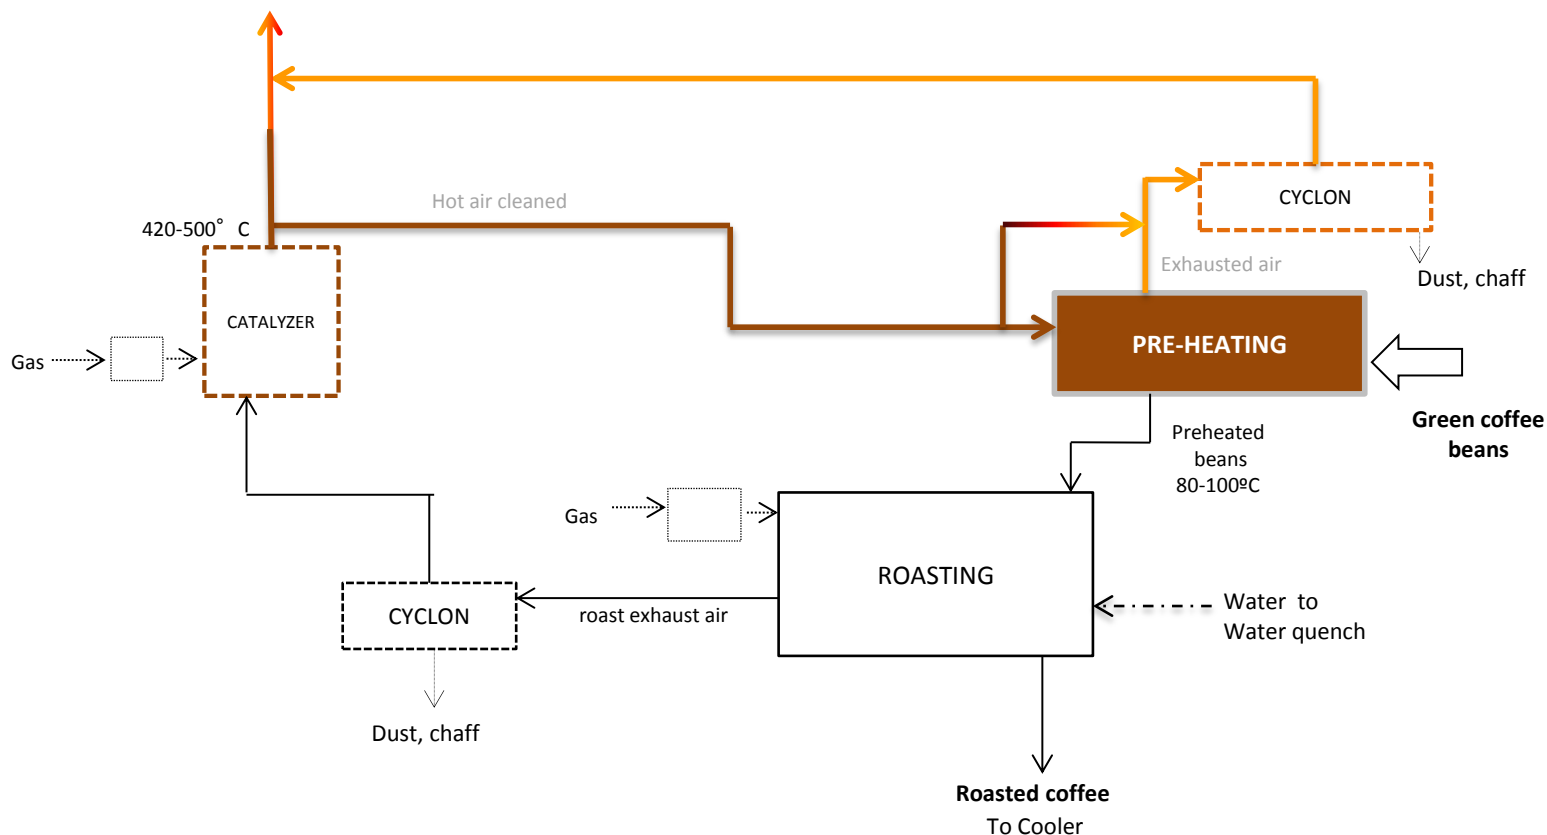 Hot air cleaned
CYCLON
420-500° C
Exhausted air
Dust, chaff
CATALYZER
PRE-HEATING
Gas
Green coffee
beans
Preheated
beans
80-100ºC
Gas
ROASTING
CYCLON
roast exhaust air
Water to
Water quench
Dust, chaff
Roasted coffee
To Cooler